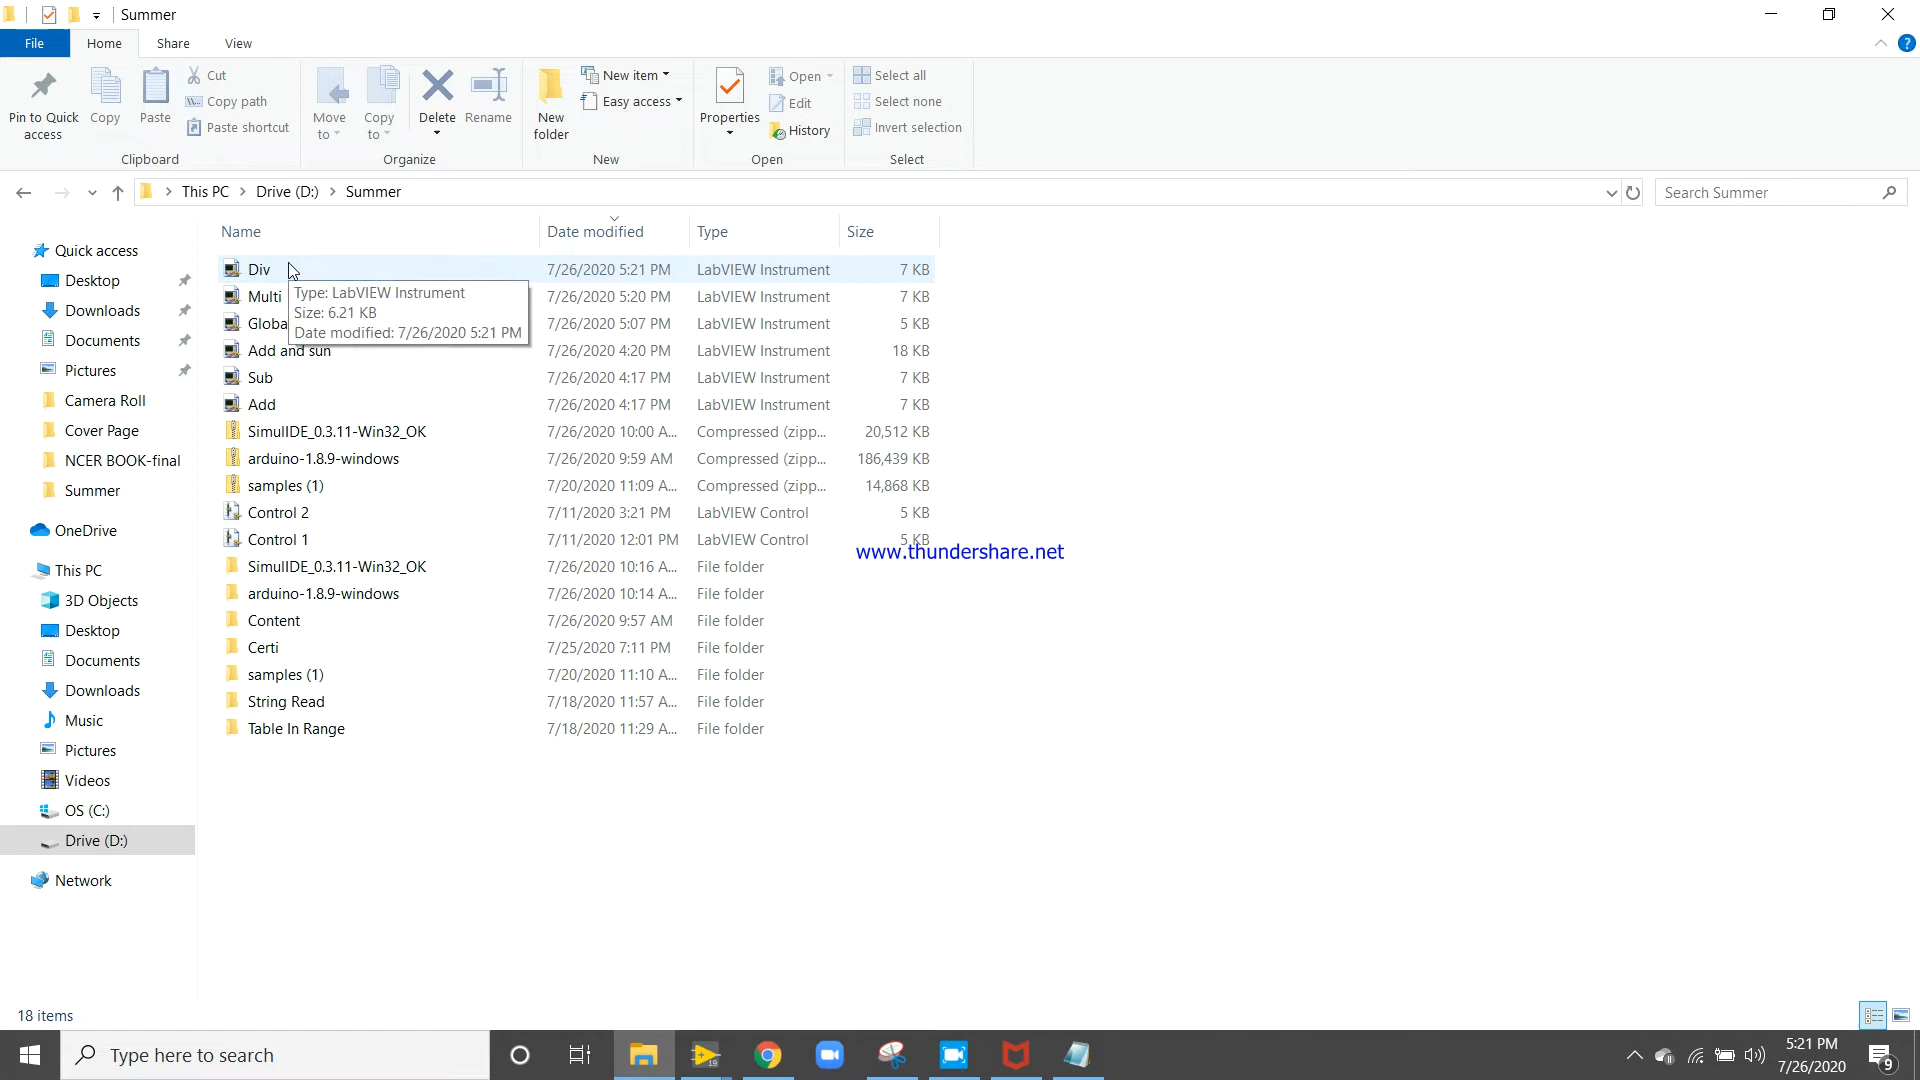 Summer
File Home Share View
Pin to Quick access
Copy
Paste
Cut
Copy path
Paste shortcut
Clipboard
Move to
Copy to
Delete
Rename
Organize
New folder
New item
Easy access
New
Properties
Open
Edit
History
Open
Select all
Select none
Invert selection
Select
This PC Drive (D:) Summer
Search Summer
Name Date modified Type Size
Quick access
Desktop
Downloads
Documents
Pictures
Camera Roll
Cover Page
NCER BOOK-final
Summer
OneDrive
This PC
3D Objects
Desktop
Documents
Downloads
Music
Pictures
Videos
OS (C:)
Drive (D:)
Network
Div 7/26/2020 5:21 PM LabVIEW Instrument 7 KB
Multi 7/26/2020 5:20 PM LabVIEW Instrument 7 KB
Globa 7/26/2020 5:07 PM LabVIEW Instrument 5 KB
Add and sun 7/26/2020 4:20 PM LabVIEW Instrument 18 KB
Sub 7/26/2020 4:17 PM LabVIEW Instrument 7 KB
Add 7/26/2020 4:17 PM LabVIEW Instrument 7 KB
SimulIDE_0.3.11-Win32_OK 7/26/2020 10:00 A... Compressed (zipp... 20,512 KB
arduino-1.8.9-windows 7/26/2020 9:59 AM Compressed (zipp... 186,439 KB
samples (1) 7/20/2020 11:09 A... Compressed (zipp... 14,868 KB
Control 2 7/11/2020 3:21 PM LabVIEW Control 5 KB
Control 1 7/11/2020 12:01 PM LabVIEW Control 5 KB
SimulIDE_0.3.11-Win32_OK 7/26/2020 10:16 A... File folder
arduino-1.8.9-windows 7/26/2020 10:14 A... File folder
Content 7/26/2020 9:57 AM File folder
Certi 7/25/2020 7:11 PM File folder
samples (1) 7/20/2020 11:10 A... File folder
String Read 7/18/2020 11:57 A... File folder
Table In Range 7/18/2020 11:29 A... File folder
Type: LabVIEW Instrument
Size: 6.21 KB
Date modified: 7/26/2020 5:21 PM
www.thundershare.net
18 items
Type here to search
19
5:21 PM
7/26/2020
9